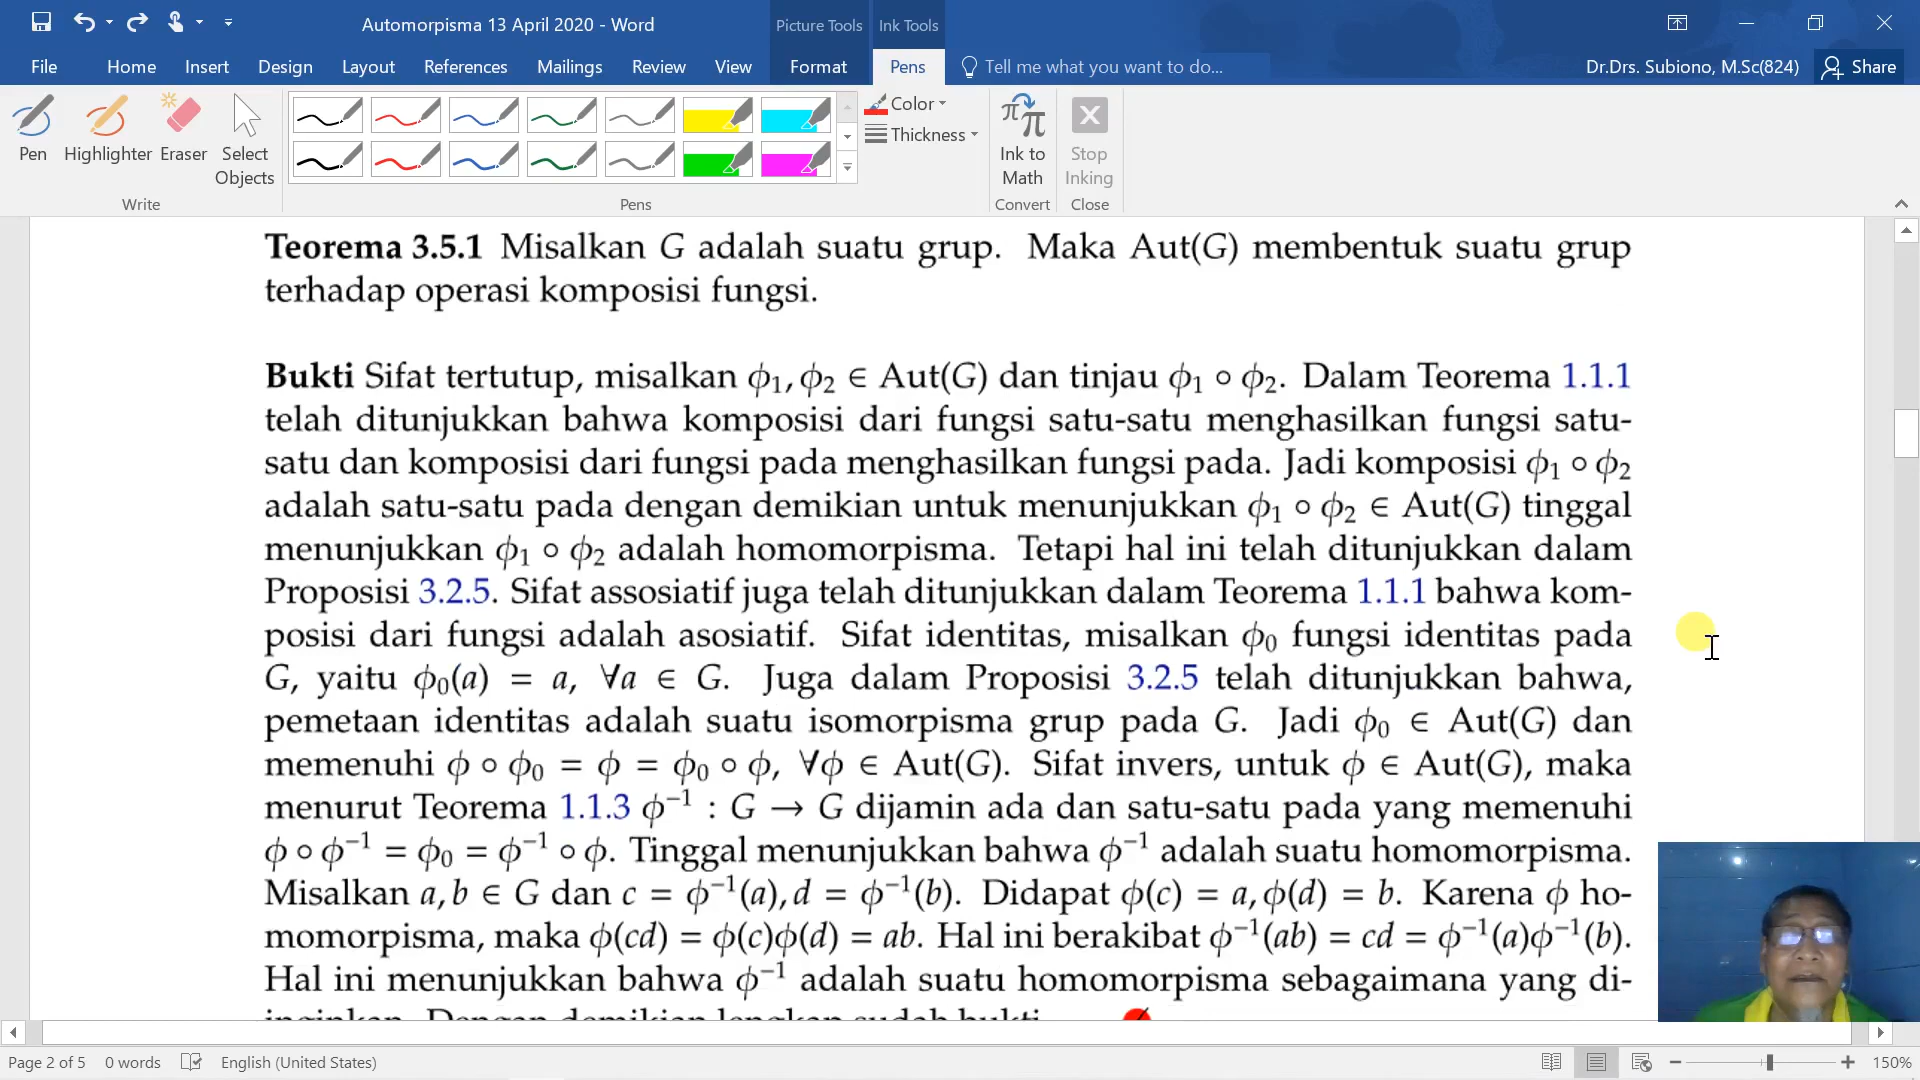 Automorpisma 13 April 2020 - Word
Picture Tools
Ink Tools
File
Home
Insert
Design
Layout
References
Mailings
Review
View
Format
Pens
Tell me what you want to do...
Dr.Drs. Subiono, M.Sc(824)
Share
Pen
Highlighter
Eraser
Select
Objects
Color
Thickness
Ink to
Math
Stop
Inking
Write
Pens
Convert
Close
Teorema 3.5.1 Misalkan G adalah suatu grup. Maka Aut(G) membentuk suatu grup
terhadap operasi komposisi fungsi.
Bukti Sifat tertutup, misalkan ϕ₁, ϕ₂ ∈ Aut(G) dan tinjau ϕ₁ ∘ ϕ₂. Dalam Teorema 1.1.1
telah ditunjukkan bahwa komposisi dari fungsi satu-satu menghasilkan fungsi satu-
satu dan komposisi dari fungsi pada menghasilkan fungsi pada. Jadi komposisi ϕ₁ ∘ ϕ₂
adalah satu-satu pada dengan demikian untuk menunjukkan ϕ₁ ∘ ϕ₂ ∈ Aut(G) tinggal
menunjukkan ϕ₁ ∘ ϕ₂ adalah homomorpisma. Tetapi hal ini telah ditunjukkan dalam
Proposisi 3.2.5. Sifat assosiatif juga telah ditunjukkan dalam Teorema 1.1.1 bahwa kom-
posisi dari fungsi adalah asosiatif. Sifat identitas, misalkan ϕ₀ fungsi identitas pada
G, yaitu ϕ₀(a) = a, ∀a ∈ G. Juga dalam Proposisi 3.2.5 telah ditunjukkan bahwa,
pemetaan identitas adalah suatu isomorpisma grup pada G. Jadi ϕ₀ ∈ Aut(G) dan
memenuhi ϕ ∘ ϕ₀ = ϕ = ϕ₀ ∘ ϕ, ∀ϕ ∈ Aut(G). Sifat invers, untuk ϕ ∈ Aut(G), maka
menurut Teorema 1.1.3 ϕ⁻¹ : G → G dijamin ada dan satu-satu pada yang memenuhi
ϕ ∘ ϕ⁻¹ = ϕ₀ = ϕ⁻¹ ∘ ϕ. Tinggal menunjukkan bahwa ϕ⁻¹ adalah suatu homomorpisma.
Misalkan a, b ∈ G dan c = ϕ⁻¹(a), d = ϕ⁻¹(b). Didapat ϕ(c) = a, ϕ(d) = b. Karena ϕ ho-
momorpisma, maka ϕ(cd) = ϕ(c)ϕ(d) = ab. Hal ini berakibat ϕ⁻¹(ab) = cd = ϕ⁻¹(a)ϕ⁻¹(b).
Hal ini menunjukkan bahwa ϕ⁻¹ adalah suatu homomorpisma sebagaimana yang di-
inginkan. Dengan demikian lengkap sudah bukti.
Page 2 of 5
0 words
English (United States)
150%